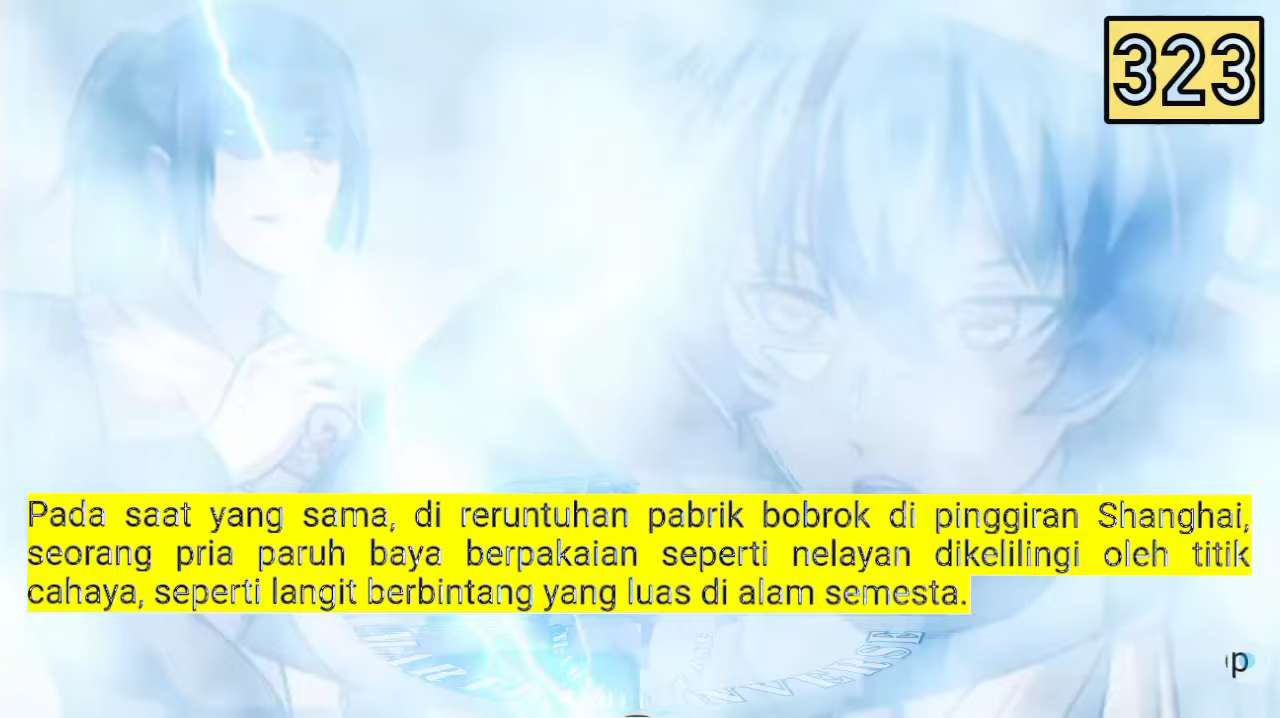 323
Pada saat yang sama, di reruntuhan pabrik bobrok di pinggiran Shanghai,
seorang pria paruh baya berpakaian seperti nelayan dikelilingi oleh titik
cahaya, seperti langit berbintang yang luas di alam semesta.
p